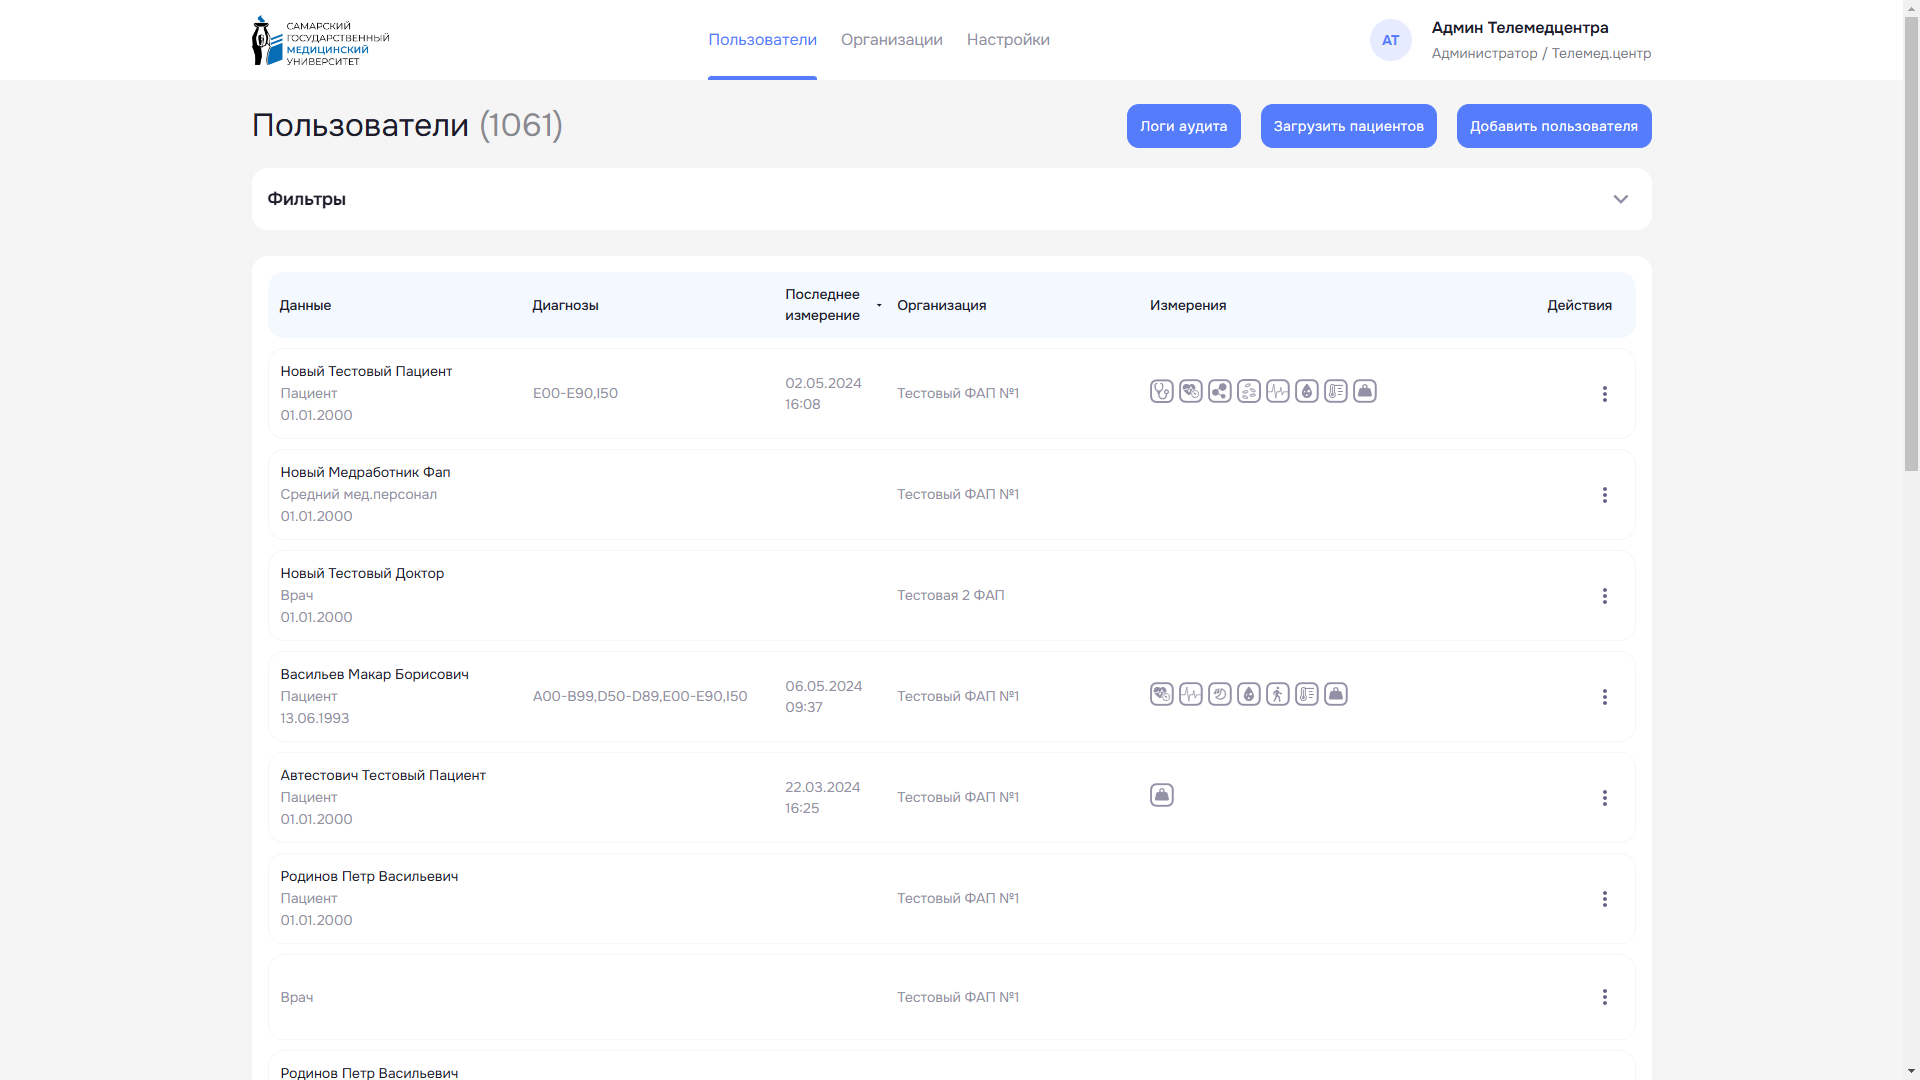 САМАРСКИЙ
ГОСУДАРСТВЕННЫЙ
МЕДИЦИНСКИЙ
УНИВЕРСИТЕТ
Пользователи Организации Настройки
АТ
Админ Телемедцентра
Администратор / Телемед.центр
Пользователи (1061)
Логи аудита Загрузить пациентов Добавить пользователя
Фильтры
Данные Диагнозы Последнее измерение Организация Измерения Действия
Новый Тестовый Пациент
Пациент
01.01.2000
E00-E90,I50
02.05.2024
16:08
Тестовый ФАП №1
Новый Медработник Фап
Средний мед.персонал
01.01.2000
Тестовый ФАП №1
Новый Тестовый Доктор
Врач
01.01.2000
Тестовая 2 ФАП
Васильев Макар Борисович
Пациент
13.06.1993
A00-B99,D50-D89,E00-E90,I50
06.05.2024
09:37
Тестовый ФАП №1
Автестович Тестовый Пациент
Пациент
01.01.2000
22.03.2024
16:25
Тестовый ФАП №1
Родинов Петр Васильевич
Пациент
01.01.2000
Тестовый ФАП №1
Врач
Тестовый ФАП №1
Родинов Петр Васильевич